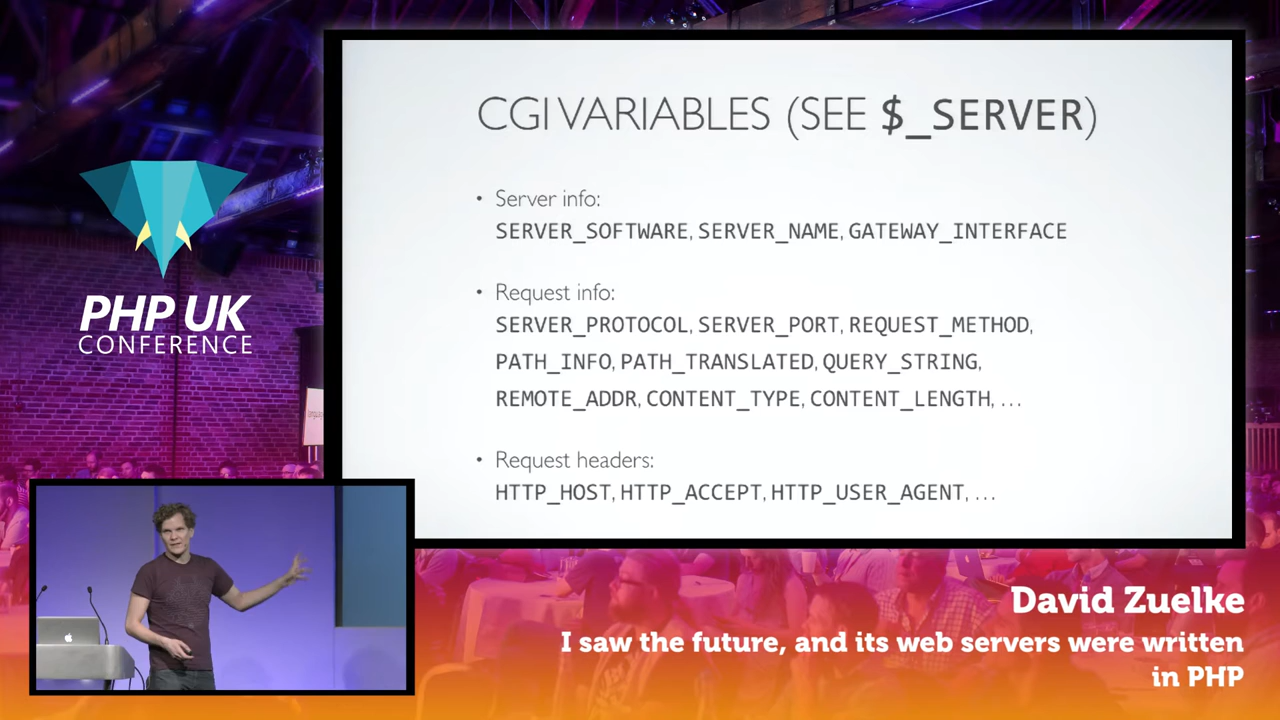 CGI VARIABLES (SEE $_SERVER)
• Server info:
SERVER_SOFTWARE, SERVER_NAME, GATEWAY_INTERFACE
• Request info:
SERVER_PROTOCOL, SERVER_PORT, REQUEST_METHOD,
PATH_INFO, PATH_TRANSLATED, QUERY_STRING,
REMOTE_ADDR, CONTENT_TYPE, CONTENT_LENGTH, …
• Request headers:
HTTP_HOST, HTTP_ACCEPT, HTTP_USER_AGENT, …
PHP UK
CONFERENCE
David Zuelke
I saw the future, and its web servers were written
in PHP